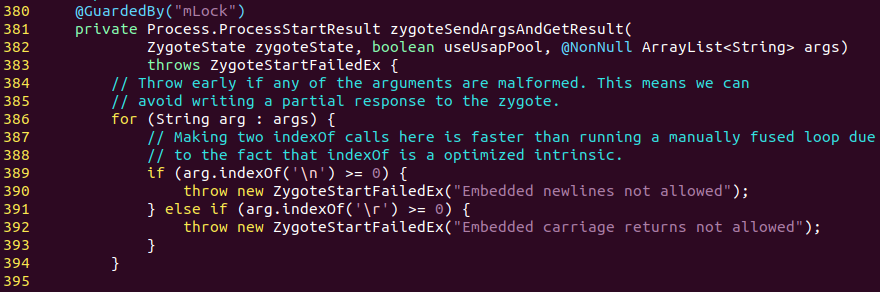 380     @GuardedBy("mLock")
381     private Process.ProcessStartResult zygoteSendArgsAndGetResult(
382             ZygoteState zygoteState, boolean useUsapPool, @NonNull ArrayList<String> args)
383             throws ZygoteStartFailedEx {
384         // Throw early if any of the arguments are malformed. This means we can
385         // avoid writing a partial response to the zygote.
386         for (String arg : args) {
387             // Making two indexOf calls here is faster than running a manually fused loop due
388             // to the fact that indexOf is a optimized intrinsic.
389             if (arg.indexOf('\n') >= 0) {
390                 throw new ZygoteStartFailedEx("Embedded newlines not allowed");
391             } else if (arg.indexOf('\r') >= 0) {
392                 throw new ZygoteStartFailedEx("Embedded carriage returns not allowed");
393             }
394         }
395